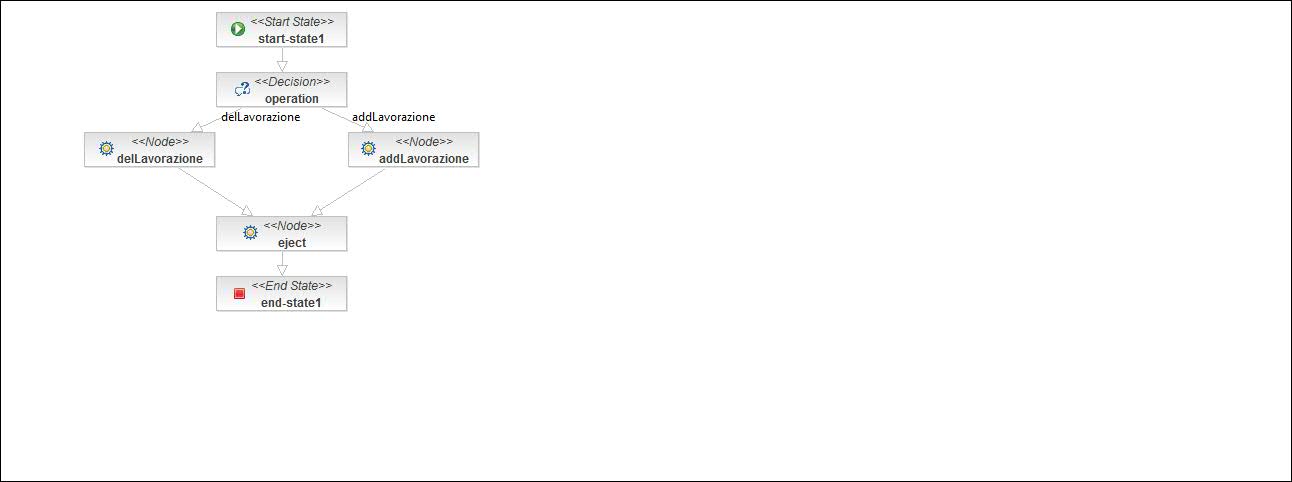 <<Start State>>
start-state1
<<Decision>>
operation
delLavorazione
addLavorazione
<<Node>>
delLavorazione
<<Node>>
addLavorazione
<<Node>>
eject
<<End State>>
end-state1